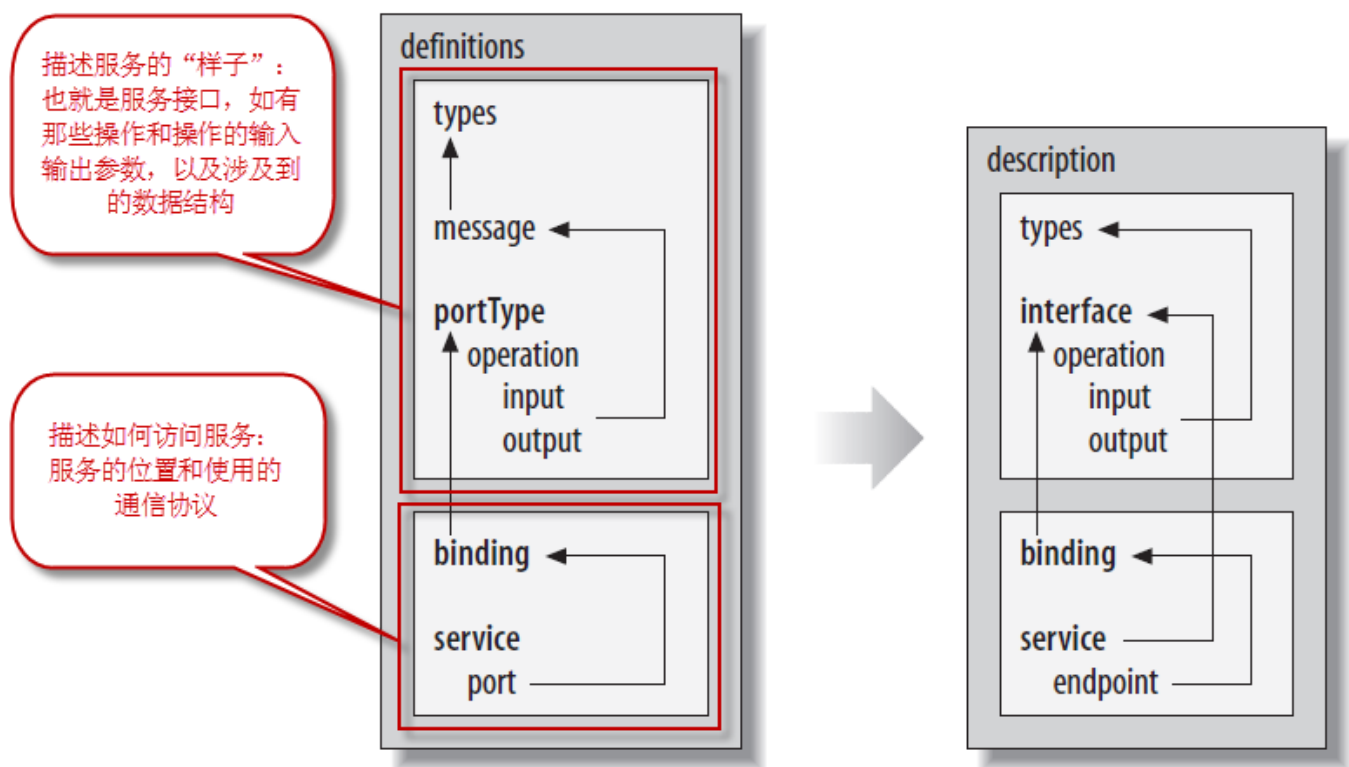 描述服务的“样子”：
也就是服务接口，如有
那些操作和操作的输入
输出参数，以及涉及到
的数据结构
描述如何访问服务：
服务的位置和使用的
通信协议
definitions
types
message
portType
operation
input
output
binding
service
port
description
types
interface
operation
input
output
binding
service
endpoint